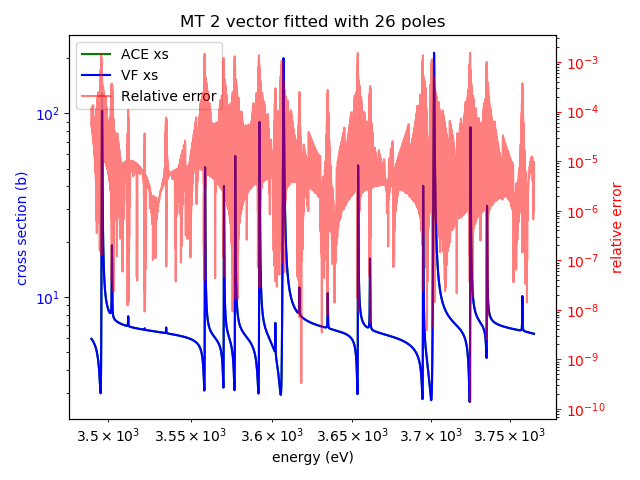 MT 2 vector fitted with 26 poles
ACE xs
VF xs
Relative error
10²
10¹
cross section (b)
10⁻³
10⁻⁴
10⁻⁵
10⁻⁶
10⁻⁷
10⁻⁸
10⁻⁹
10⁻¹⁰
relative error
3.5 × 10³ 3.55 × 10³ 3.6 × 10³ 3.65 × 10³ 3.7 × 10³ 3.75 × 10³
energy (eV)